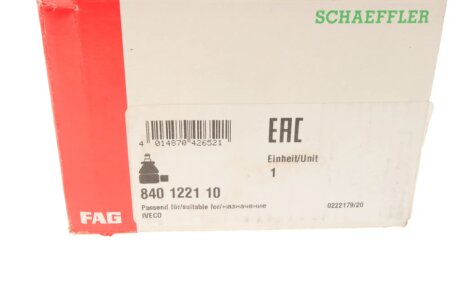 SCHAEFFLER
4 014870 426521
EAC
Einheit/Unit
1
840 1221 10
Passend für/suitable for/назначение
IVECO
0222179/20
FAG